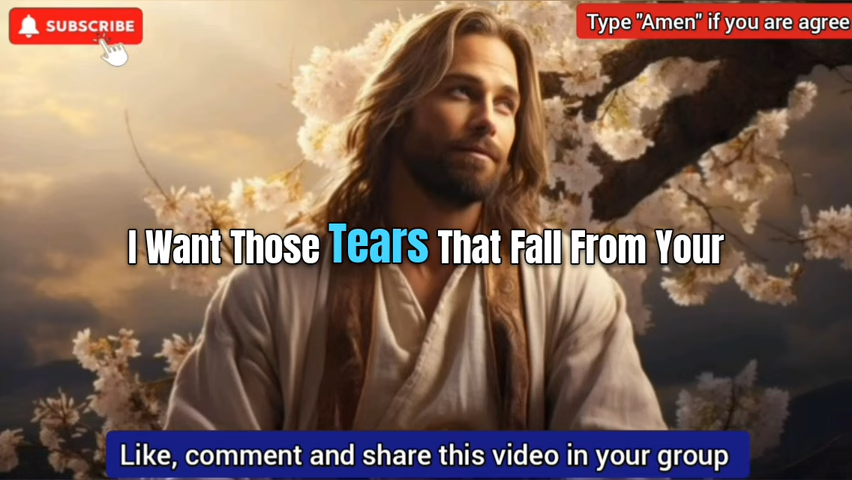 SUBSCRIBE
Type "Amen" if you are agree
I Want Those Tears That Fall From Your
Like, comment and share this video in your group